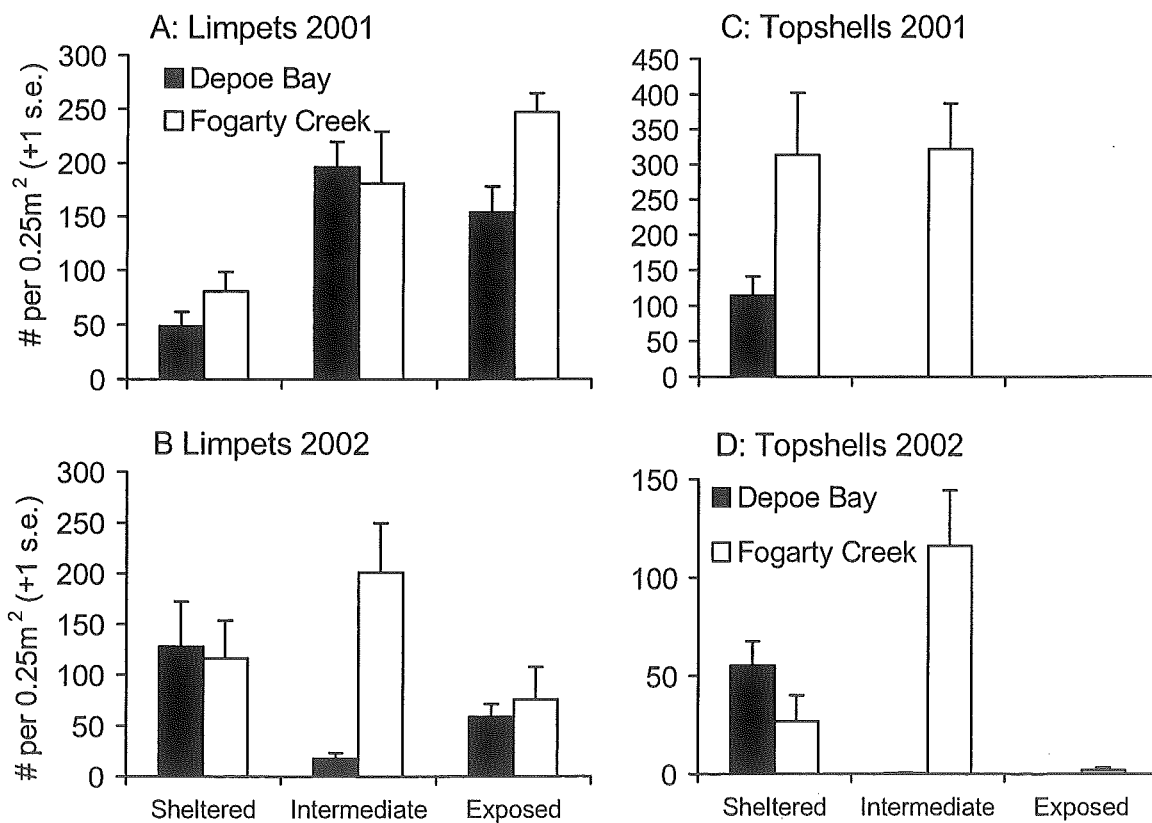 A: Limpets 2001
# per 0.25m² (+1 s.e.)
300
250
200
150
100
50
0
Depoe Bay
Fogarty Creek
C: Topshells 2001
450
400
350
300
250
200
150
100
50
0
B Limpets 2002
# per 0.25m² (+1 s.e.)
300
250
200
150
100
50
0
Sheltered Intermediate Exposed
D: Topshells 2002
150
100
50
0
Depoe Bay
Fogarty Creek
Sheltered Intermediate Exposed